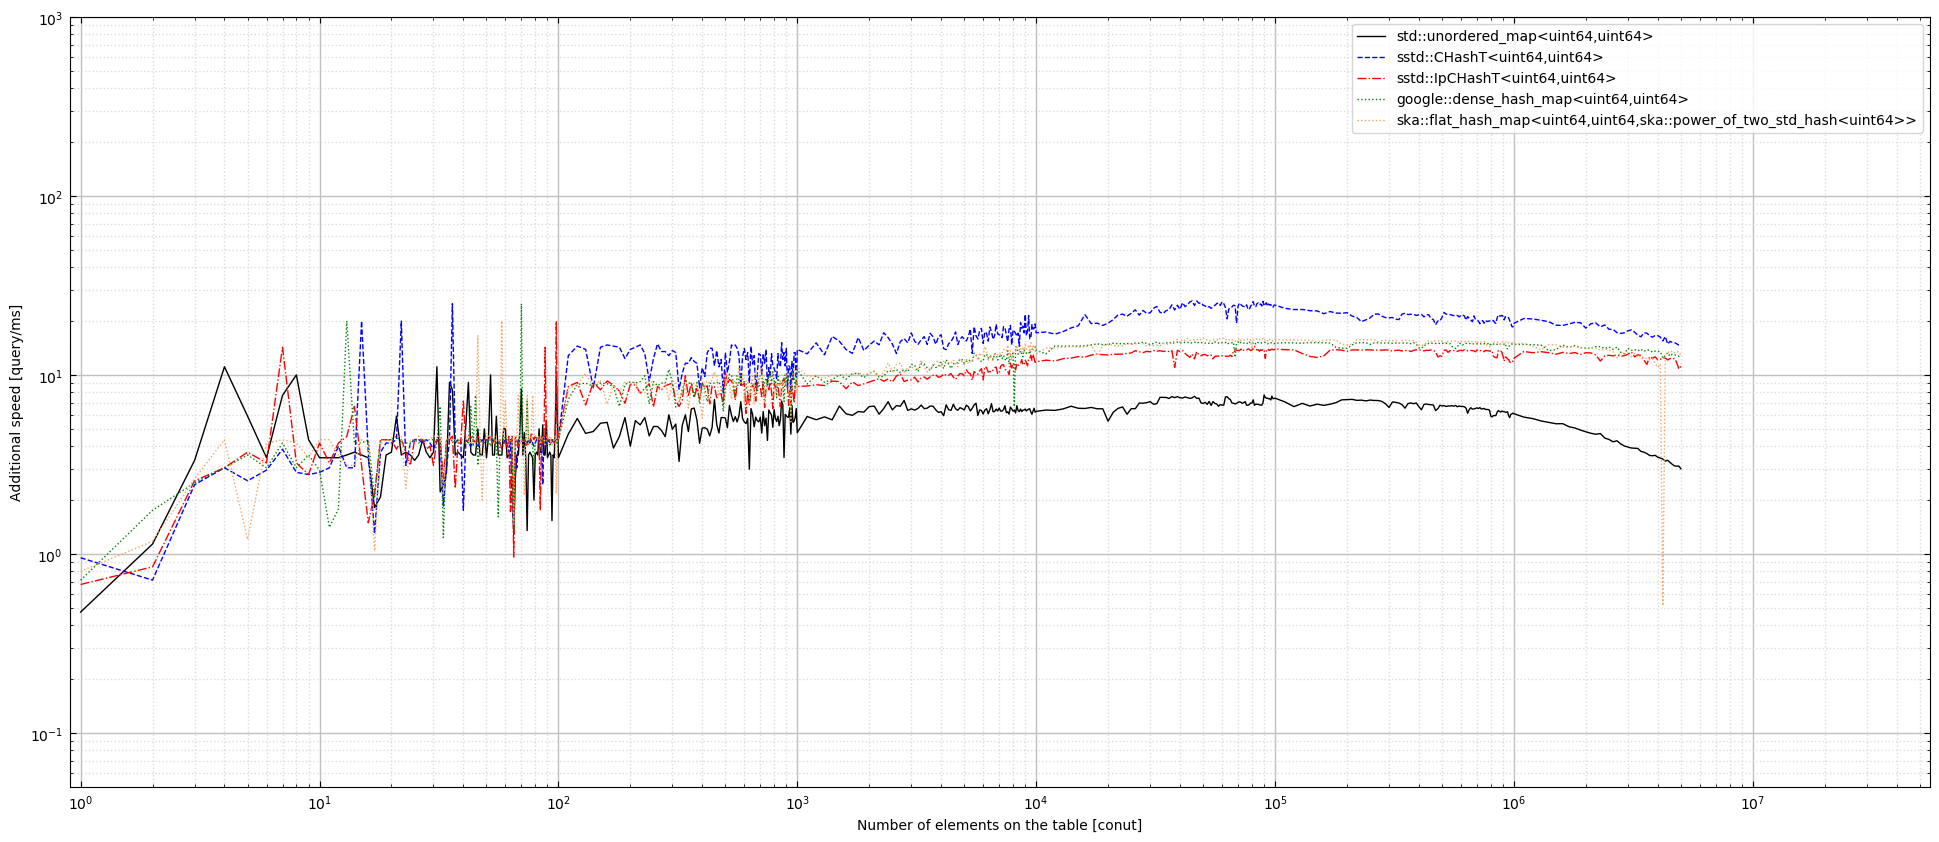 std::unordered_map<uint64,uint64>
sstd::CHashT<uint64,uint64>
sstd::IpCHashT<uint64,uint64>
google::dense_hash_map<uint64,uint64>
ska::flat_hash_map<uint64,uint64,ska::power_of_two_std_hash<uint64>>
Additional speed [query/ms]
10³
10²
10¹
10⁰
10⁻¹
10⁰ 10¹ 10² 10³ 10⁴ 10⁵ 10⁶ 10⁷
Number of elements on the table [conut]